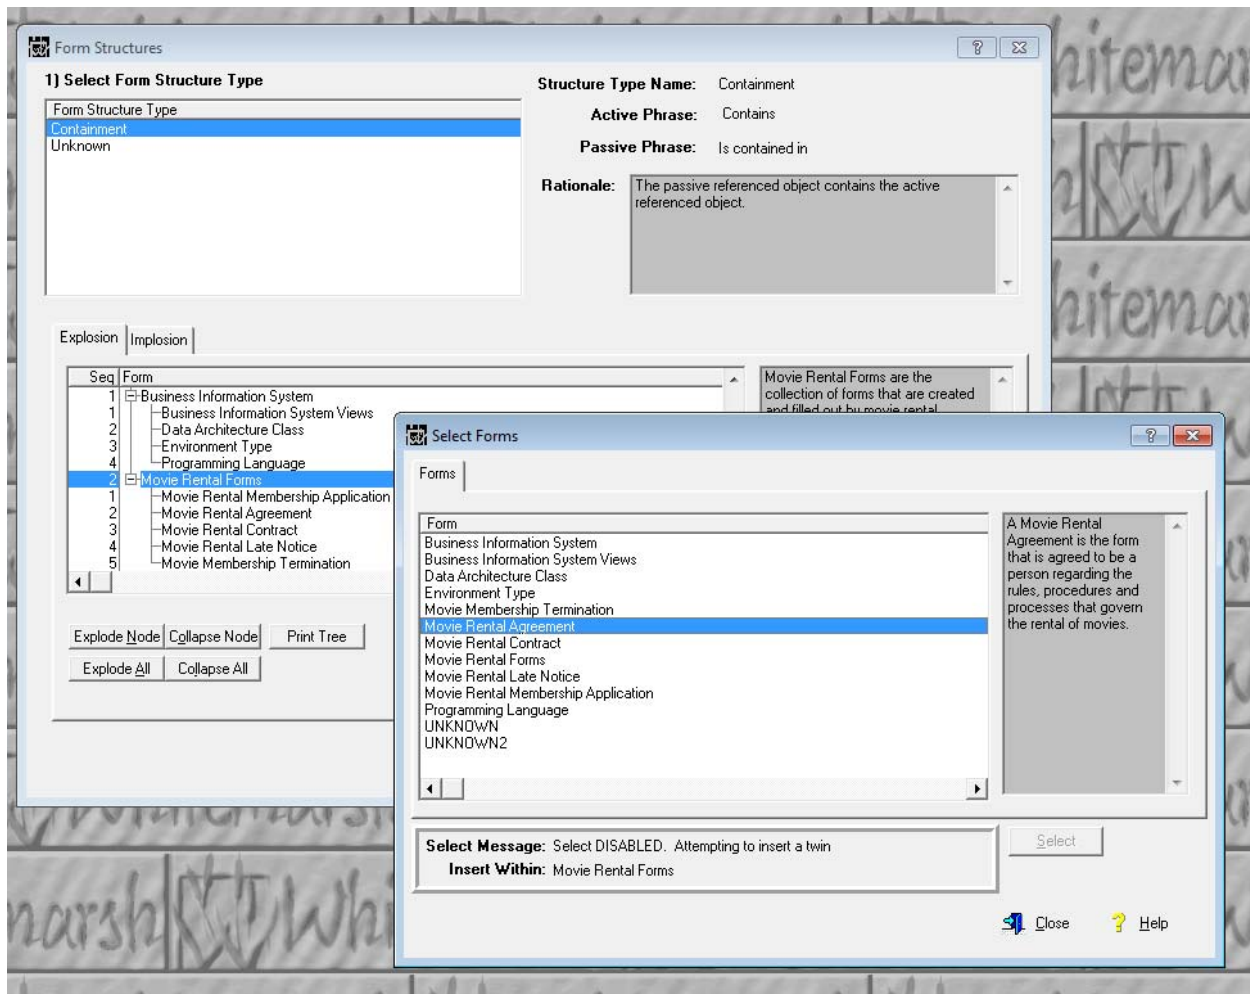 Form Structures
1) Select Form Structure Type
Form Structure Type
Containment
Unknown
Structure Type Name: Containment
Active Phrase: Contains
Passive Phrase: Is contained in
Rationale: The passive referenced object contains the active
referenced object.
Explosion Implosion
Seq Form
1 Business Information System
1 Business Information System Views
2 Data Architecture Class
3 Environment Type
4 Programming Language
2 Movie Rental Forms
1 Movie Rental Membership Application
2 Movie Rental Agreement
3 Movie Rental Contract
4 Movie Rental Late Notice
5 Movie Membership Termination
Movie Rental Forms are the
collection of forms that are created
and filled out by movie rental
Explode Node Collapse Node Print Tree
Explode All Collapse All
Select Forms
Forms
Form
Business Information System
Business Information System Views
Data Architecture Class
Environment Type
Movie Membership Termination
Movie Rental Agreement
Movie Rental Contract
Movie Rental Forms
Movie Rental Late Notice
Movie Rental Membership Application
Programming Language
UNKNOWN
UNKNOWN2
A Movie Rental
Agreement is the form
that is agreed to be a
person regarding the
rules, procedures and
processes that govern
the rental of movies.
Select Message: Select DISABLED. Attempting to insert a twin
Insert Within: Movie Rental Forms
Select
Close Help